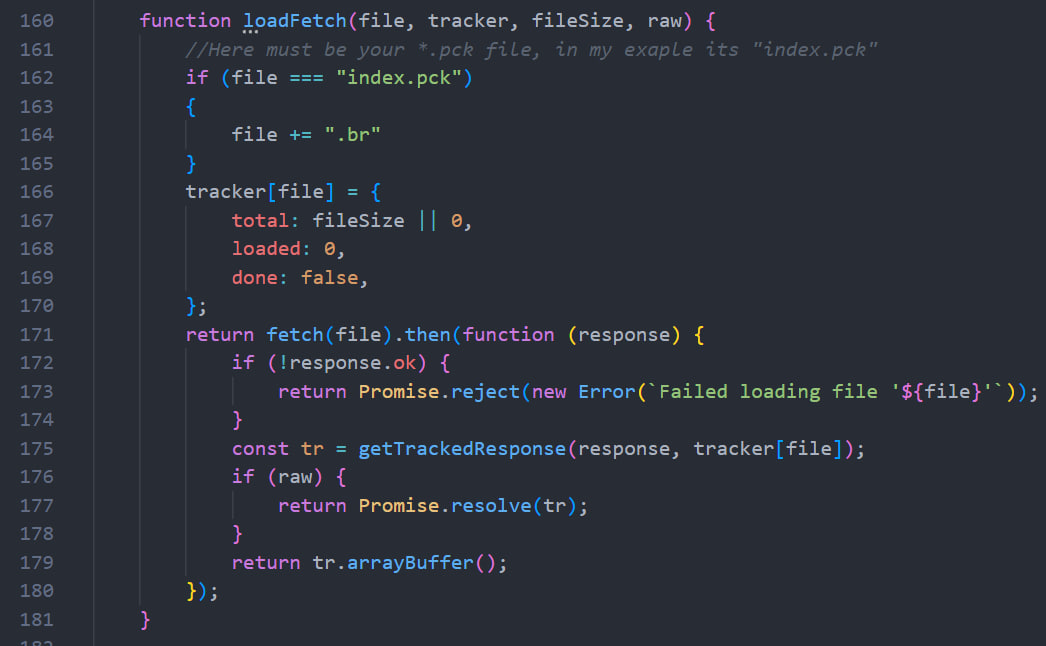 160 function loadFetch(file, tracker, fileSize, raw) {
161 //Here must be your *.pck file, in my exaple its "index.pck"
162 if (file === "index.pck")
163 {
164 file += ".br"
165 }
166 tracker[file] = {
167 total: fileSize || 0,
168 loaded: 0,
169 done: false,
170 };
171 return fetch(file).then(function (response) {
172 if (!response.ok) {
173 return Promise.reject(new Error(`Failed loading file '${file}'`));
174 }
175 const tr = getTrackedResponse(response, tracker[file]);
176 if (raw) {
177 return Promise.resolve(tr);
178 }
179 return tr.arrayBuffer();
180 });
181 }